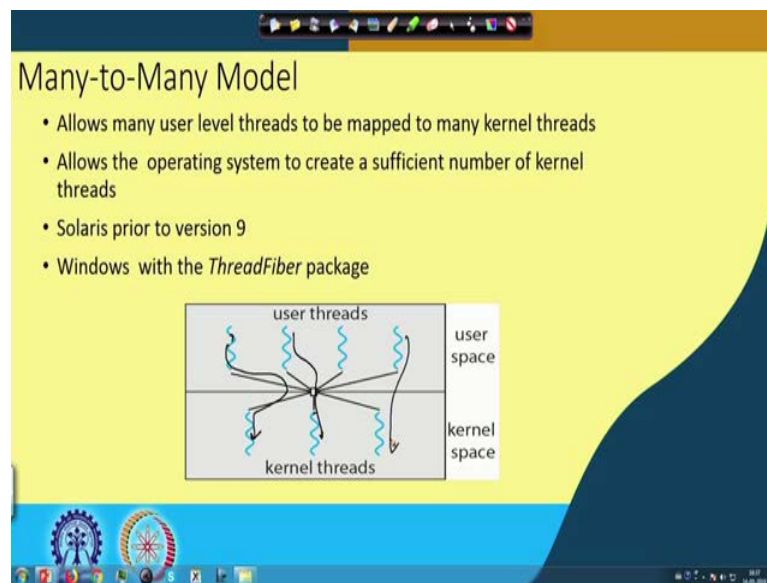 Many-to-Many Model
• Allows many user level threads to be mapped to many kernel threads
• Allows the operating system to create a sufficient number of kernel
threads
• Solaris prior to version 9
• Windows with the ThreadFiber package
user threads
user
space
kernel
space
kernel threads